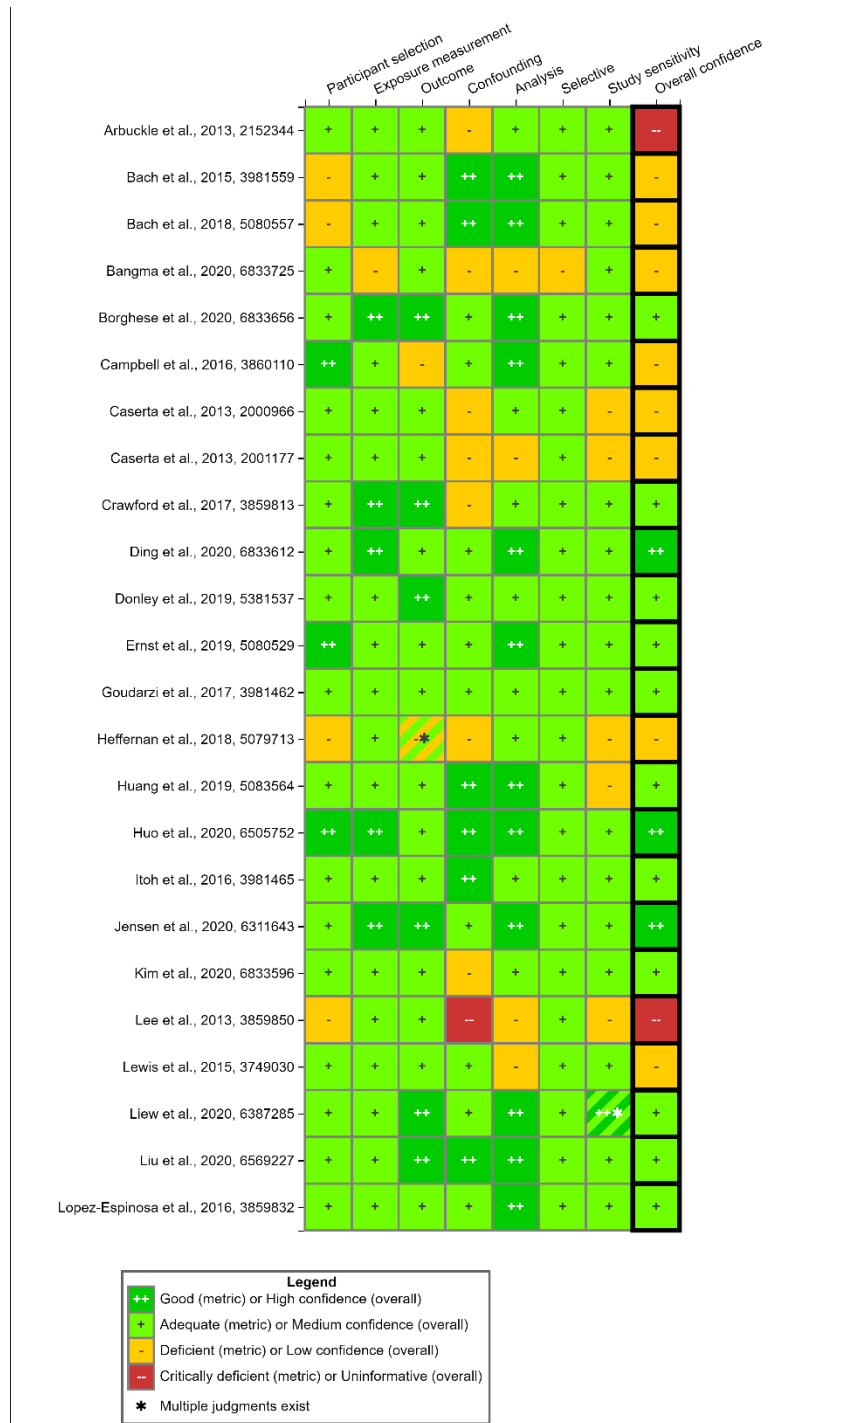 Participant selection
Exposure measurement
Outcome
Confounding
Analysis
Selective
Study sensitivity
Overall confidence
Arbuckle et al., 2013, 2152344 + + + - + + + --
Bach et al., 2015, 3981559 - + + ++ ++ + + -
Bach et al., 2018, 5080557 - + + ++ ++ + + -
Bangma et al., 2020, 6833725 + - + - - - + -
Borghese et al., 2020, 6833656 + ++ ++ + ++ + + +
Campbell et al., 2016, 3860110 ++ + - + ++ + + -
Caserta et al., 2013, 2000966 + + + - + + - -
Caserta et al., 2013, 2001177 + + + - - + - -
Crawford et al., 2017, 3859813 + ++ ++ - + + + +
Ding et al., 2020, 6833612 + ++ + + ++ + + ++
Donley et al., 2019, 5381537 + + ++ + + + + +
Ernst et al., 2019, 5080529 ++ + + + ++ + + +
Goudarzi et al., 2017, 3981462 + + + + + + + +
Heffernan et al., 2018, 5079713 - + -✱ - + + - -
Huang et al., 2019, 5083564 + + + ++ ++ + - +
Huo et al., 2020, 6505752 ++ ++ + ++ ++ + + ++
Itoh et al., 2016, 3981465 + + + ++ + + + +
Jensen et al., 2020, 6311643 + ++ ++ + ++ + + ++
Kim et al., 2020, 6833596 + + + - + + + +
Lee et al., 2013, 3859850 - + + -- - + - --
Lewis et al., 2015, 3749030 + + + + - + + -
Liew et al., 2020, 6387285 + + ++ + ++ + ++✱ +
Liu et al., 2020, 6569227 + + ++ ++ ++ + + +
Lopez-Espinosa et al., 2016, 3859832 + + + + ++ + + +
Legend
++ Good (metric) or High confidence (overall)
+ Adequate (metric) or Medium confidence (overall)
- Deficient (metric) or Low confidence (overall)
-- Critically deficient (metric) or Uninformative (overall)
✱ Multiple judgments exist